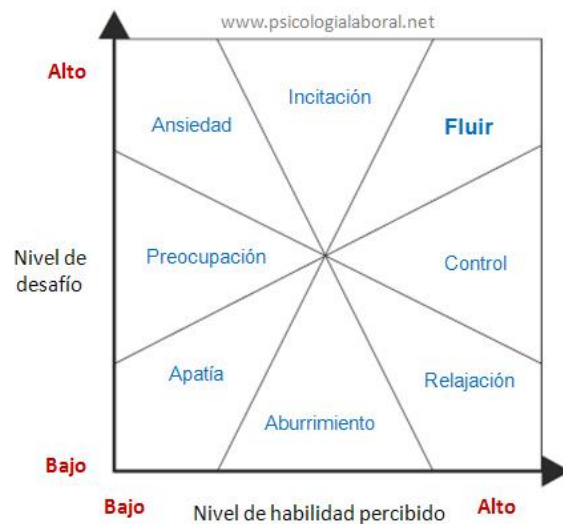 www.psicologialaboral.net
Alto
Incitación
Ansiedad
Fluir
Nivel de
desafío
Preocupación
Control
Apatía
Relajación
Aburrimiento
Bajo
Bajo
Nivel de habilidad percibido
Alto